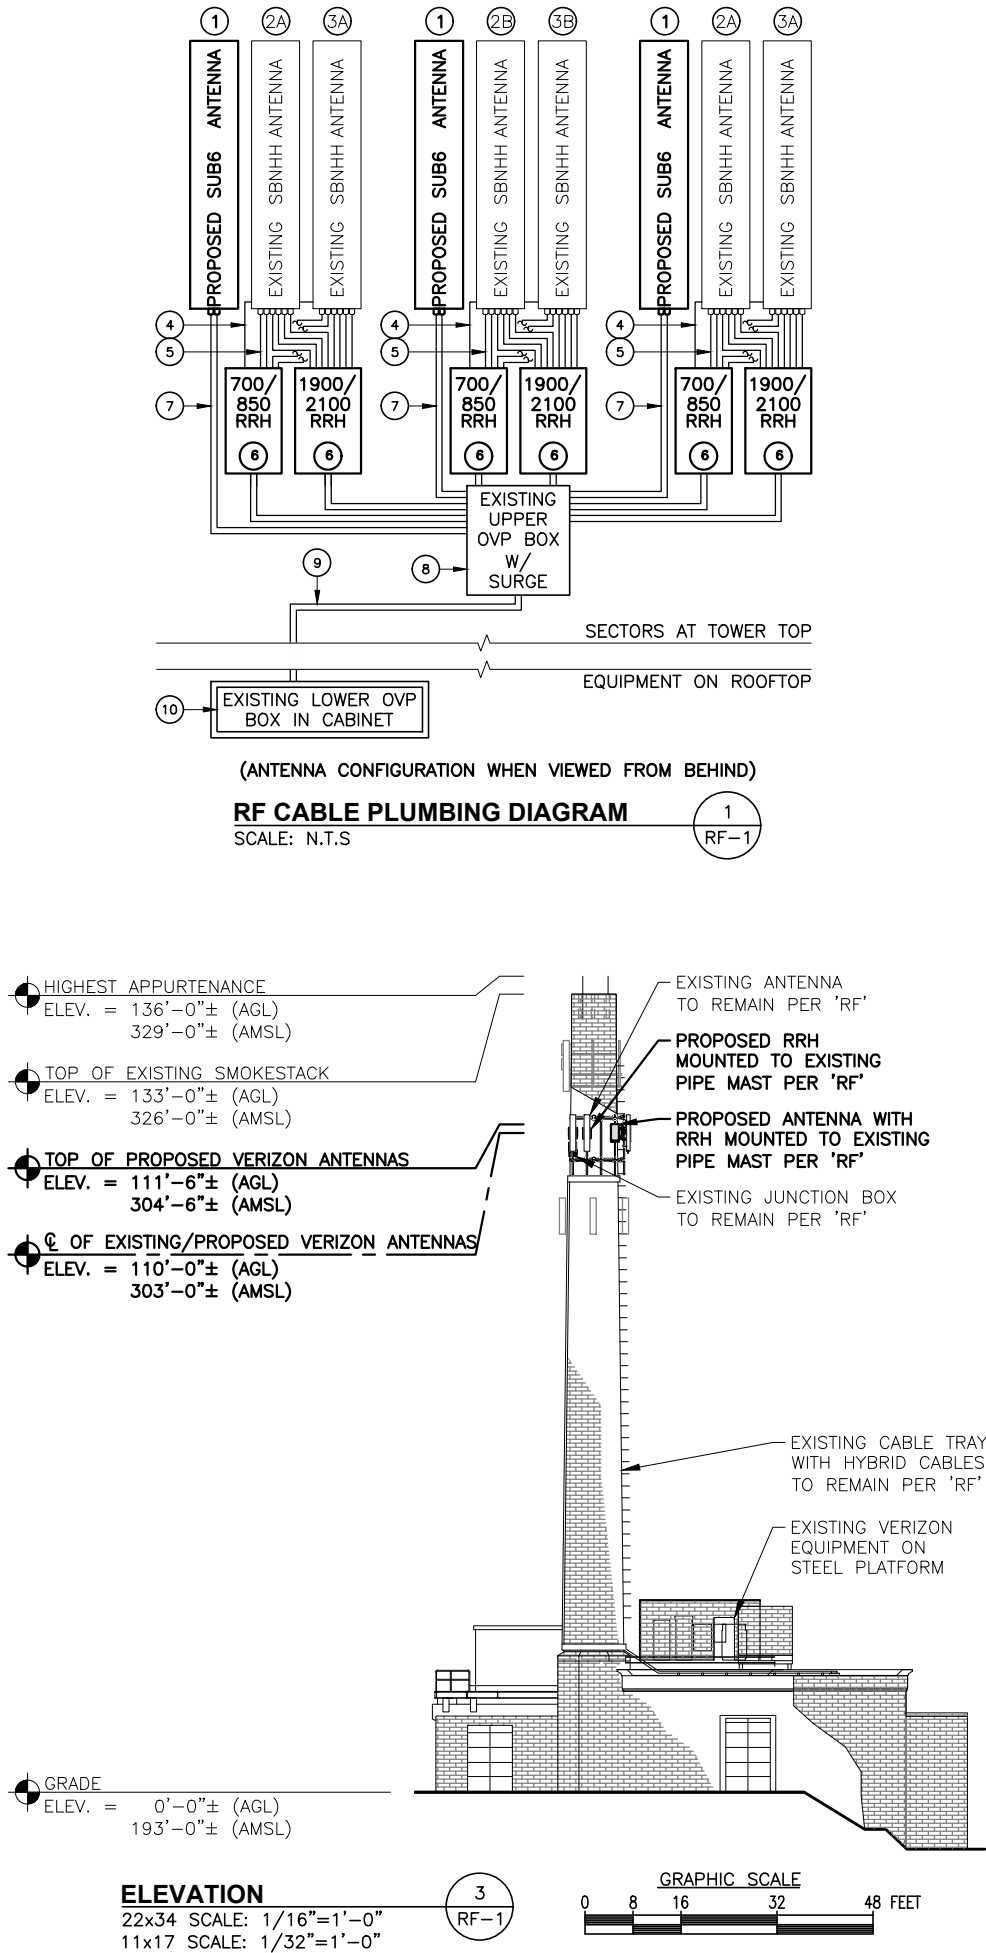 1 2A 3A 1 2B 3B 1 2A 3A
PROPOSED SUB6 ANTENNA
EXISTING SBNHH ANTENNA
EXISTING SBNHH ANTENNA
PROPOSED SUB6 ANTENNA
EXISTING SBNHH ANTENNA
EXISTING SBNHH ANTENNA
PROPOSED SUB6 ANTENNA
EXISTING SBNHH ANTENNA
EXISTING SBNHH ANTENNA
4 4 4
5 5 5
7 7 7
700/
850
RRH
6
1900/
2100
RRH
6
700/
850
RRH
6
1900/
2100
RRH
6
700/
850
RRH
6
1900/
2100
RRH
6
EXISTING
UPPER
OVP BOX
W/
SURGE
8
9
SECTORS AT TOWER TOP
EQUIPMENT ON ROOFTOP
10
EXISTING LOWER OVP
BOX IN CABINET
(ANTENNA CONFIGURATION WHEN VIEWED FROM BEHIND)
RF CABLE PLUMBING DIAGRAM
SCALE: N.T.S
1
RF-1
HIGHEST APPURTENANCE
ELEV. = 136'-0"± (AGL)
329'-0"± (AMSL)
TOP OF EXISTING SMOKESTACK
ELEV. = 133'-0"± (AGL)
326'-0"± (AMSL)
TOP OF PROPOSED VERIZON ANTENNAS
ELEV. = 111'-6"± (AGL)
304'-6"± (AMSL)
℄ OF EXISTING/PROPOSED VERIZON ANTENNAS
ELEV. = 110'-0"± (AGL)
303'-0"± (AMSL)
EXISTING ANTENNA
TO REMAIN PER 'RF'
PROPOSED RRH
MOUNTED TO EXISTING
PIPE MAST PER 'RF'
PROPOSED ANTENNA WITH
RRH MOUNTED TO EXISTING
PIPE MAST PER 'RF'
EXISTING JUNCTION BOX
TO REMAIN PER 'RF'
EXISTING CABLE TRAY
WITH HYBRID CABLES
TO REMAIN PER 'RF'
EXISTING VERIZON
EQUIPMENT ON
STEEL PLATFORM
GRADE
ELEV. = 0'-0"± (AGL)
193'-0"± (AMSL)
ELEVATION
22x34 SCALE: 1/16"=1'-0"
11x17 SCALE: 1/32"=1'-0"
3
RF-1
GRAPHIC SCALE
0 8 16 32 48 FEET